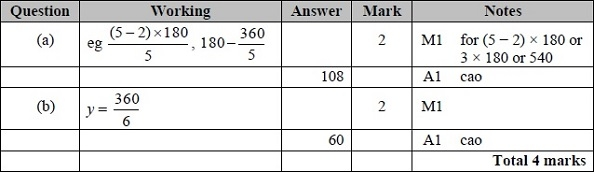 Question Working Answer Mark Notes
(a) eg (5 – 2) × 180 / 5 , 180 – 360 / 5 2 M1 for (5 – 2) × 180 or
3 × 180 or 540
108 A1 cao
(b) y = 360 / 6 2 M1
60 A1 cao
Total 4 marks